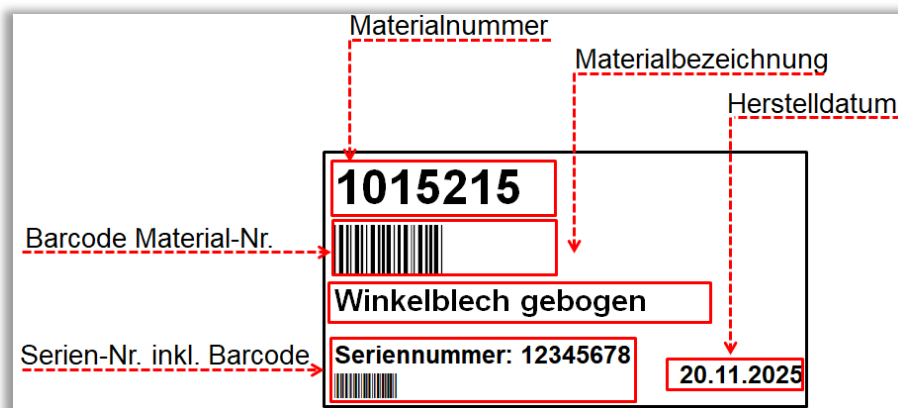 Materialnummer
Materialbezeichnung
Herstelldatum
1015215
Barcode Material-Nr.
Winkelblech gebogen
Serien-Nr. inkl. Barcode
Seriennummer: 12345678
20.11.2025